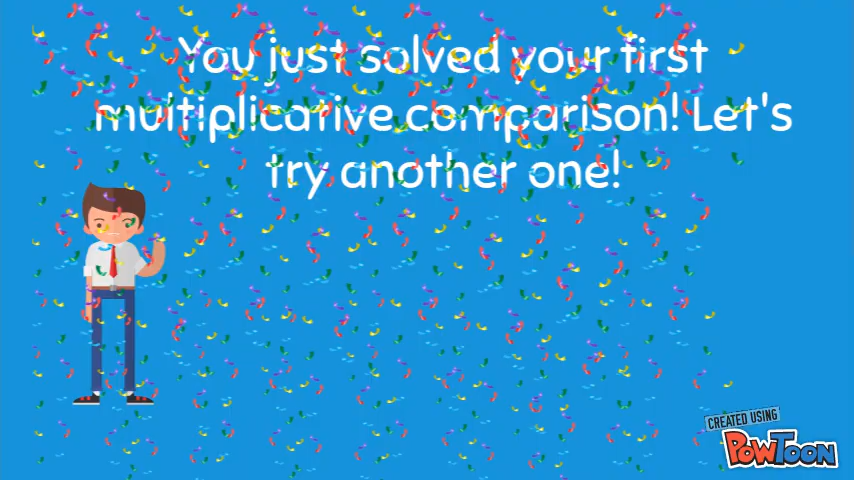 You just solved your first
multiplicative comparison! Let's
try another one!
CREATED USING
POWTOON